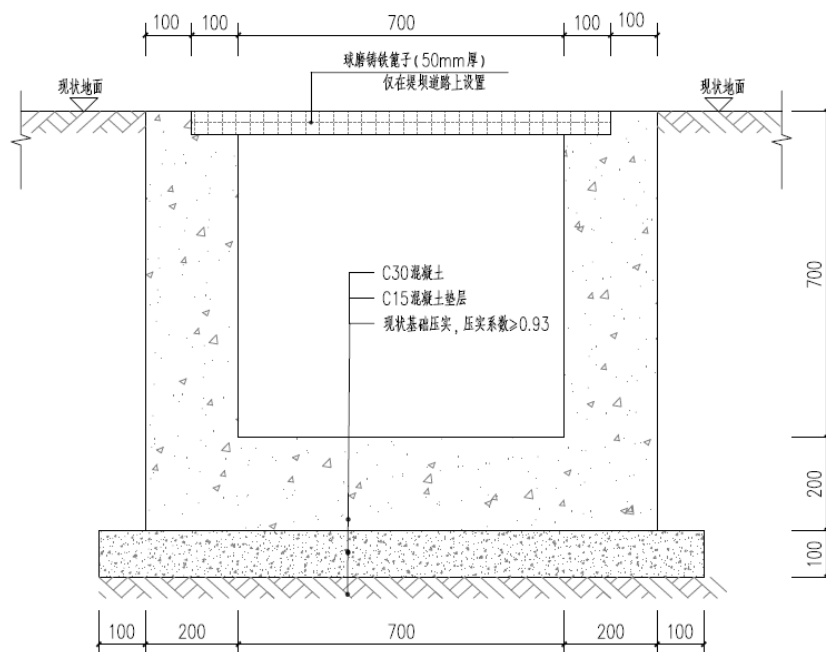 100 100 700 100 100
球磨铸铁篦子(50mm厚)
仅在堤坝道路上设置
现状地面
现状地面
C30混凝土
C15混凝土垫层
现状基础压实，压实系数≥0.93
700
200
100
100 200 700 200 100